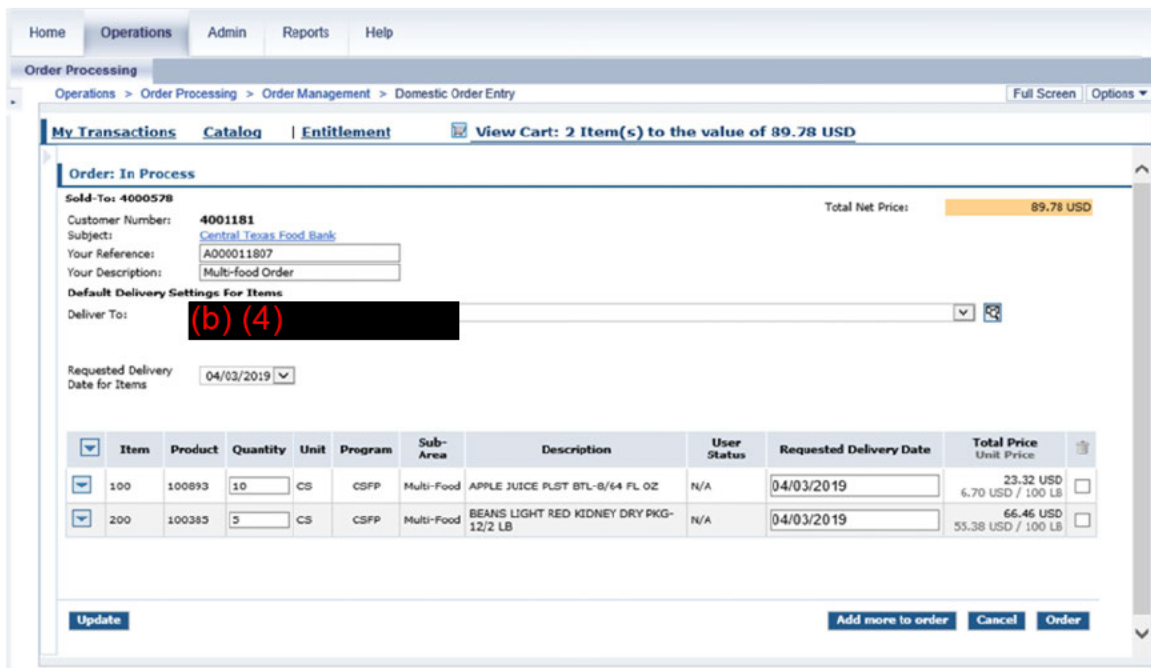 Home Operations Admin Reports Help
Order Processing
Operations > Order Processing > Order Management > Domestic Order Entry Full Screen Options
My Transactions Catalog | Entitlement View Cart: 2 Item(s) to the value of 89.78 USD
Order: In Process
Sold-To: 4000578
Total Net Price: 89.78 USD
Customer Number: 4001181
Subject: Central Texas Food Bank
Your Reference: A000011807
Your Description: Multi-food Order
Default Delivery Settings For Items
Deliver To: (b) (4)
Requested Delivery
Date for Items 04/03/2019
Item Product Quantity Unit Program Sub-Area Description User Status Requested Delivery Date Total Price
Unit Price
100 100893 10 CS CSFP Multi-Food APPLE JUICE PLST BTL-8/64 FL OZ N/A 04/03/2019 23.32 USD
6.70 USD / 100 LB
200 100385 5 CS CSFP Multi-Food BEANS LIGHT RED KIDNEY DRY PKG-
12/2 LB N/A 04/03/2019 66.46 USD
55.38 USD / 100 LB
Update Add more to order Cancel Order